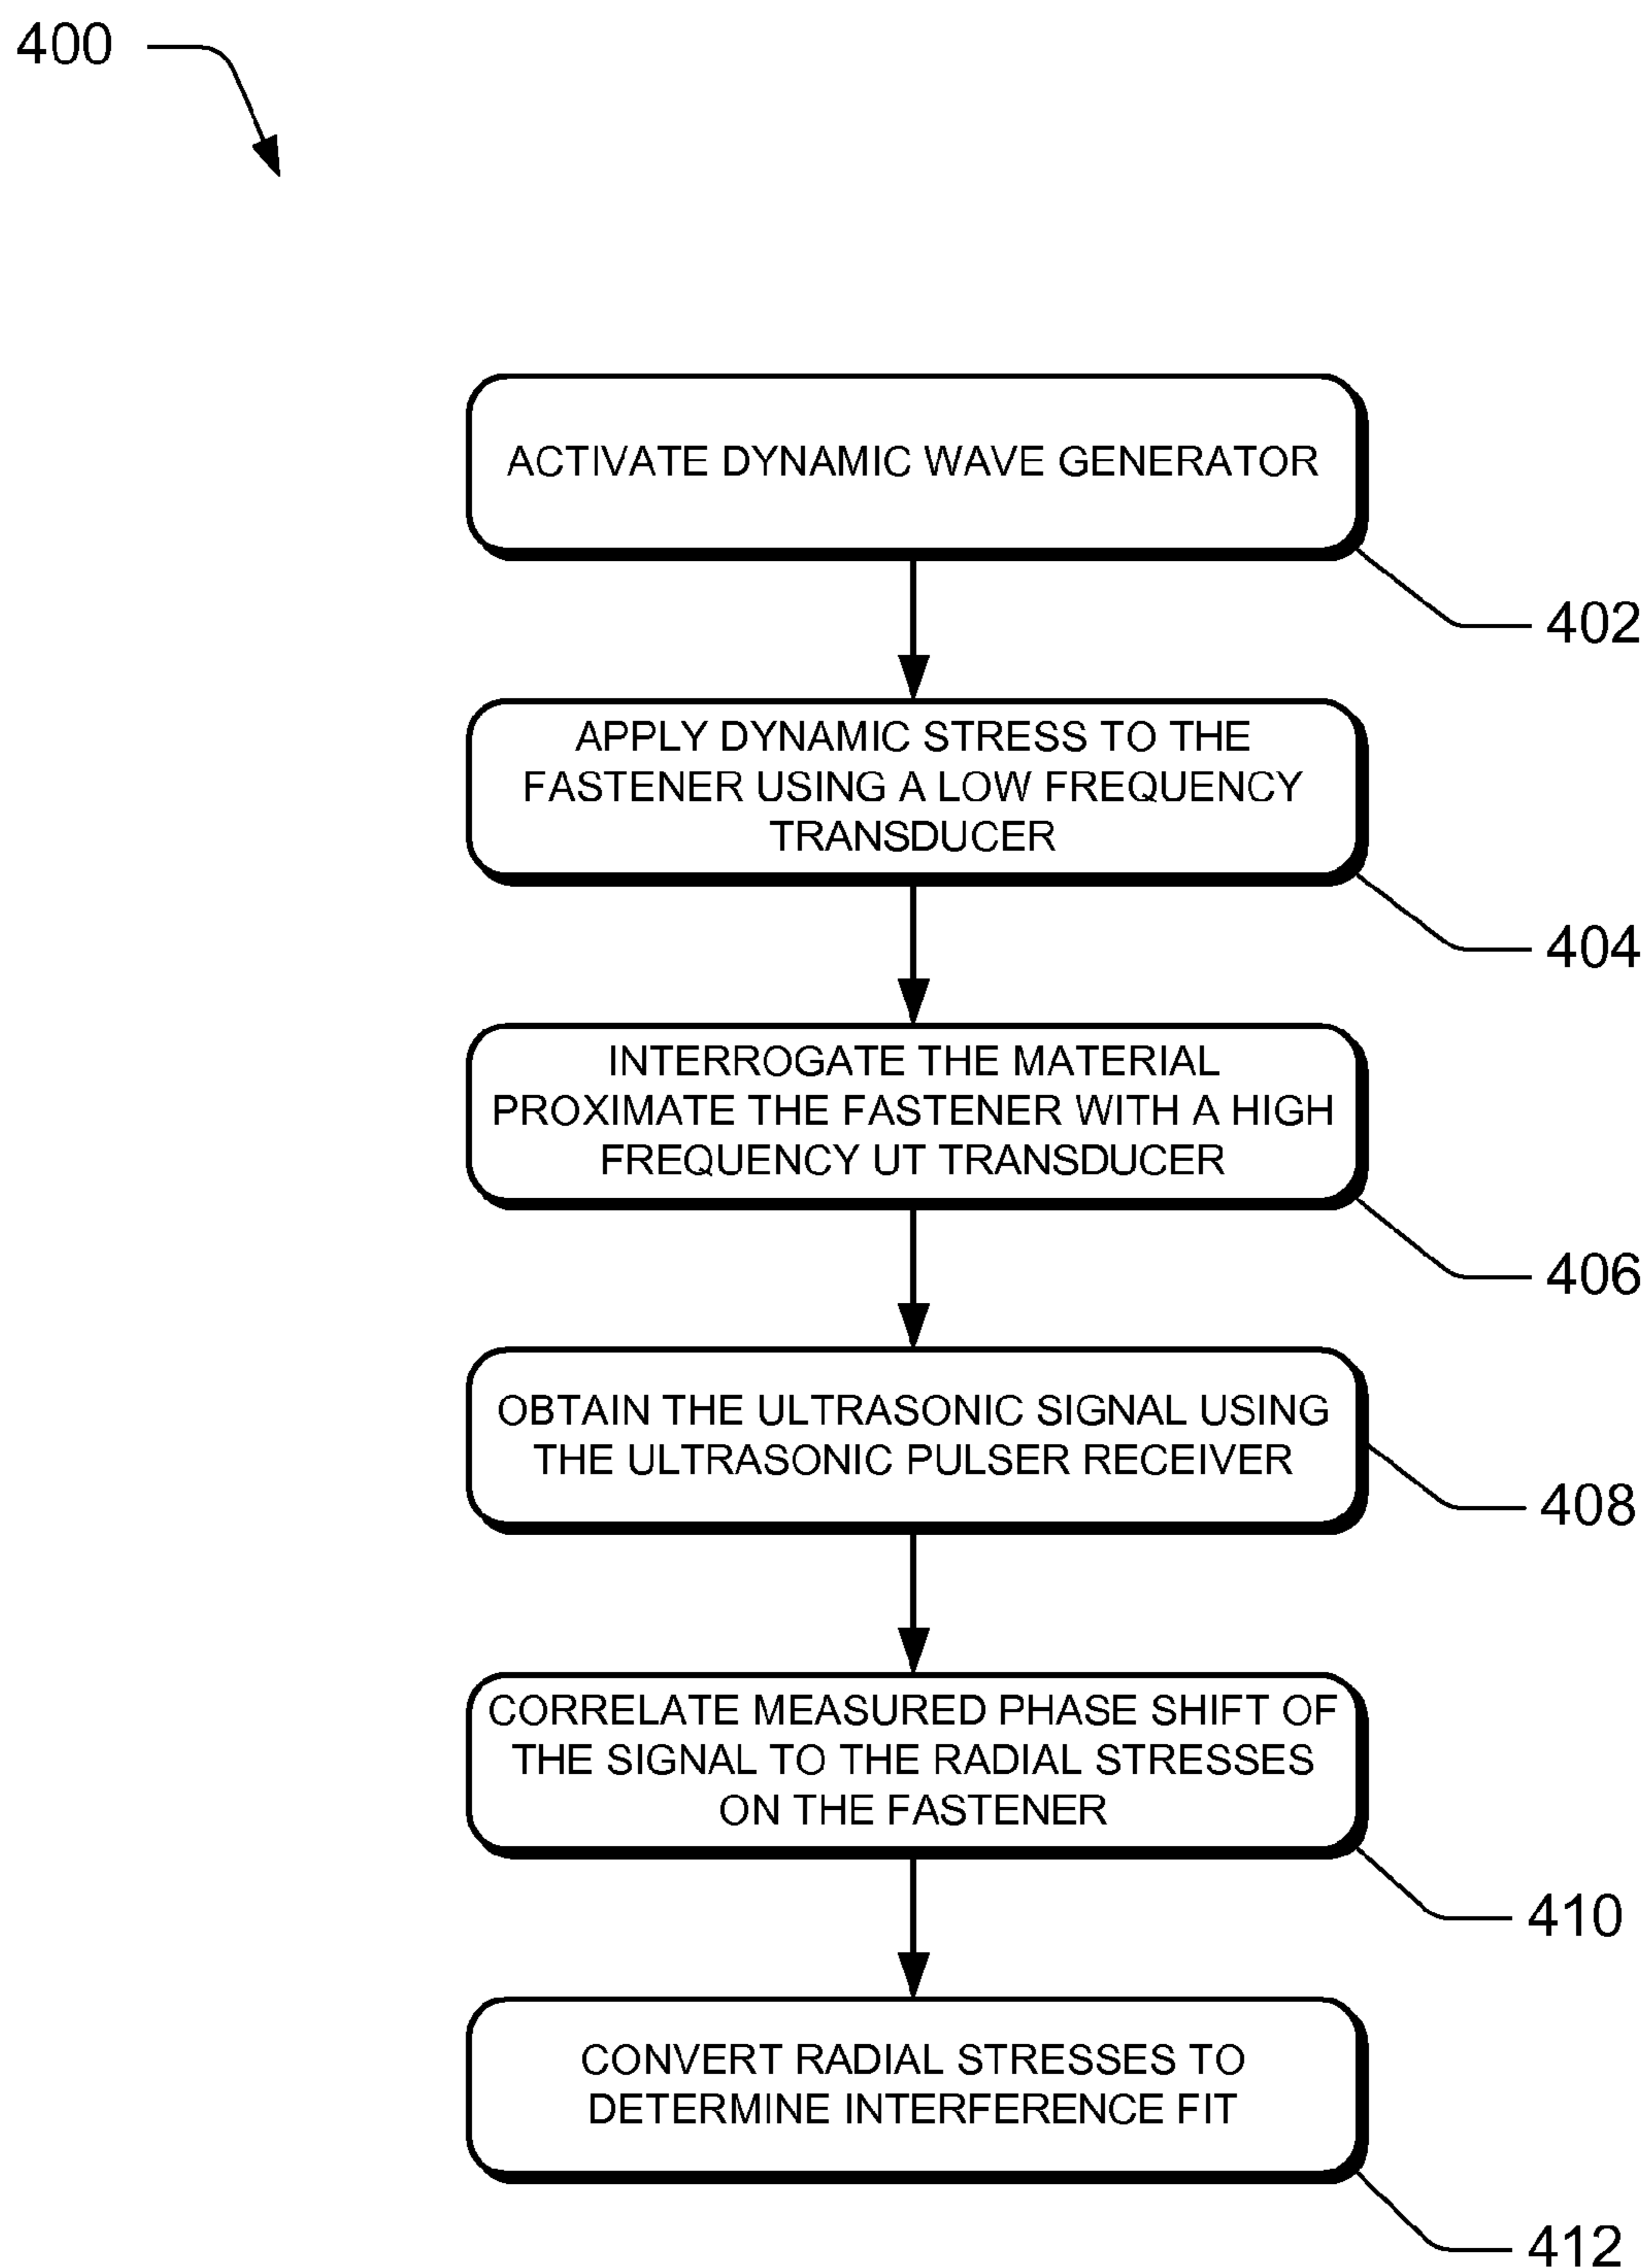 400
ACTIVATE DYNAMIC WAVE GENERATOR
402
APPLY DYNAMIC STRESS TO THE
FASTENER USING A LOW FREQUENCY
TRANSDUCER
404
INTERROGATE THE MATERIAL
PROXIMATE THE FASTENER WITH A HIGH
FREQUENCY UT TRANSDUCER
406
OBTAIN THE ULTRASONIC SIGNAL USING
THE ULTRASONIC PULSER RECEIVER
408
CORRELATE MEASURED PHASE SHIFT OF
THE SIGNAL TO THE RADIAL STRESSES
ON THE FASTENER
410
CONVERT RADIAL STRESSES TO
DETERMINE INTERFERENCE FIT
412